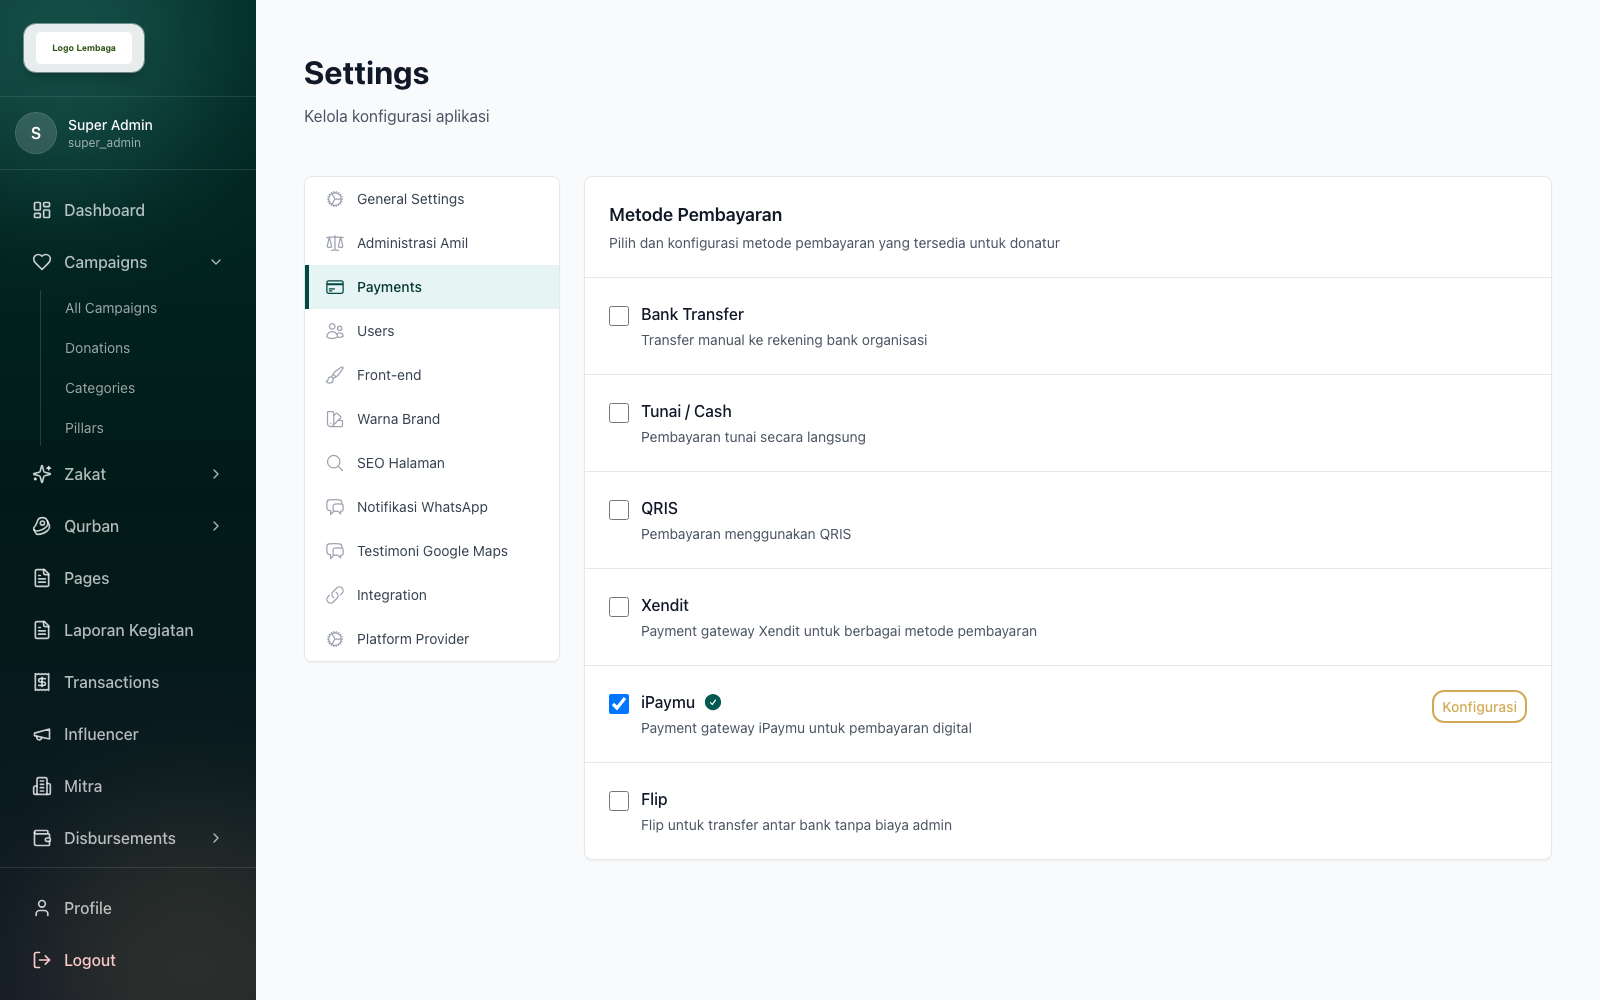 Logo Lembaga
S
Super Admin
super_admin
Dashboard
Campaigns
All Campaigns
Donations
Categories
Pillars
Zakat
Qurban
Pages
Laporan Kegiatan
Transactions
Influencer
Mitra
Disbursements
Profile
Logout
Settings
Kelola konfigurasi aplikasi
General Settings
Administrasi Amil
Payments
Users
Front-end
Warna Brand
SEO Halaman
Notifikasi WhatsApp
Testimoni Google Maps
Integration
Platform Provider
Metode Pembayaran
Pilih dan konfigurasi metode pembayaran yang tersedia untuk donatur
Bank Transfer
Transfer manual ke rekening bank organisasi
Tunai / Cash
Pembayaran tunai secara langsung
QRIS
Pembayaran menggunakan QRIS
Xendit
Payment gateway Xendit untuk berbagai metode pembayaran
iPaymu
Konfigurasi
Payment gateway iPaymu untuk pembayaran digital
Flip
Flip untuk transfer antar bank tanpa biaya admin